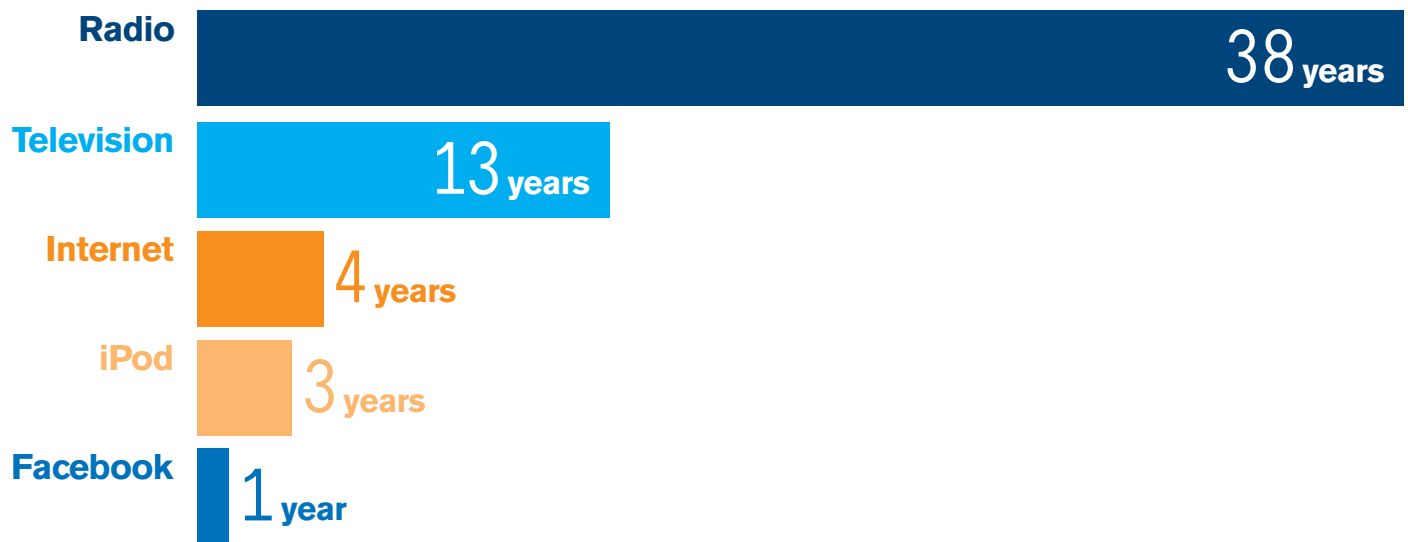 Radio
38 years
Television
13 years
Internet
4 years
iPod
3 years
Facebook
1 year